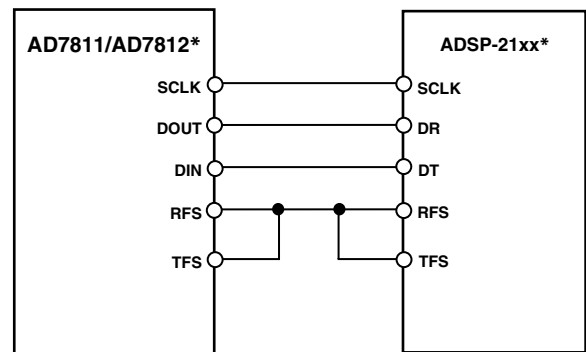 AD7811/AD7812*
ADSP-21xx*
SCLK
SCLK
DOUT
DR
DIN
DT
RFS
RFS
TFS
TFS